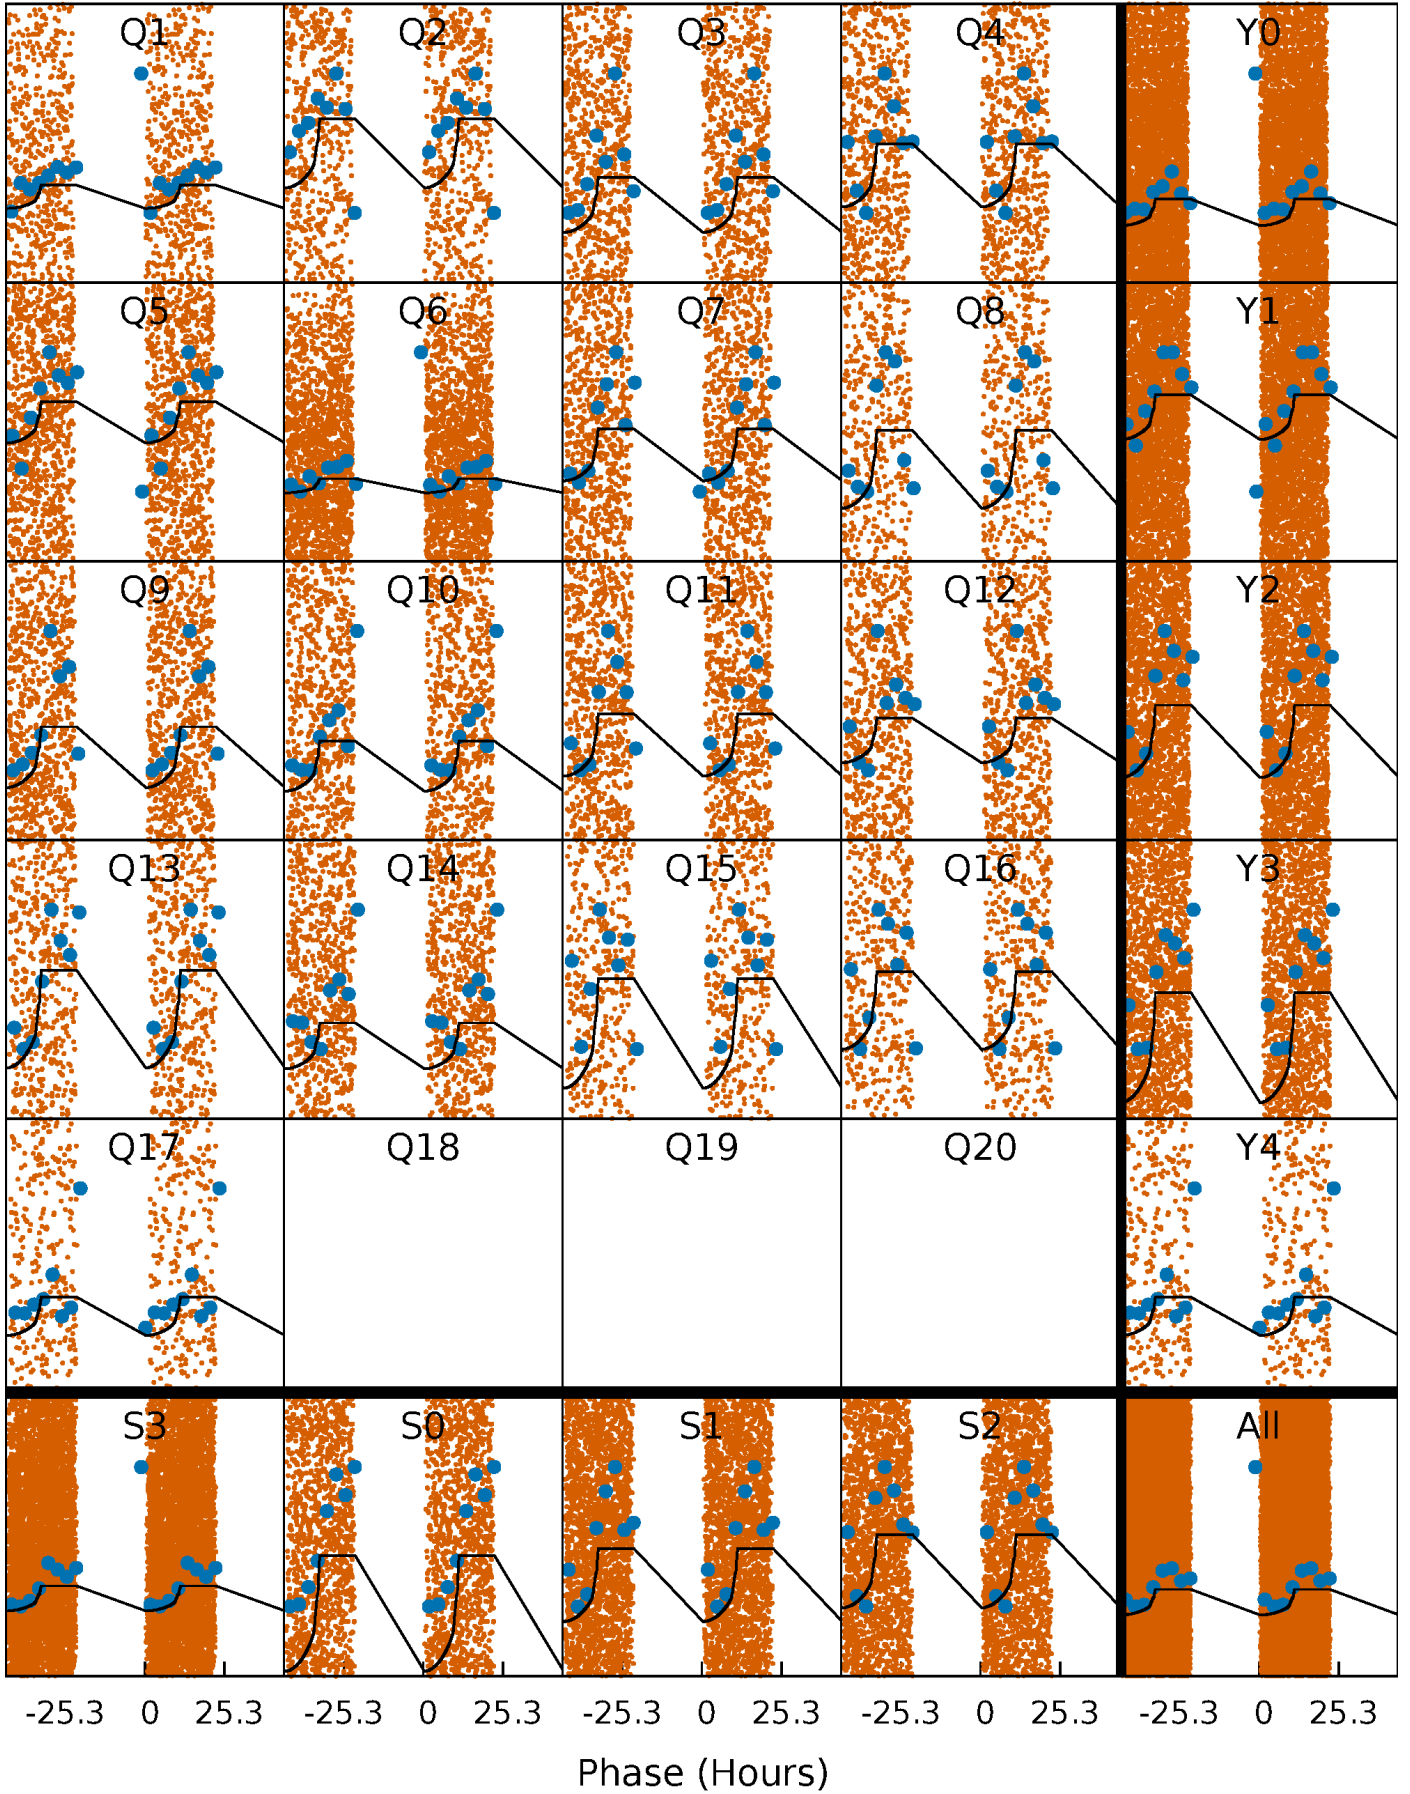 Q1 Q2 Q3 Q4 Y0
Q5 Q6 Q7 Q8 Y1
Q9 Q10 Q11 Q12 Y2
Q13 Q14 Q15 Q16 Y3
Q17 Q18 Q19 Q20 Y4
S3 S0 S1 S2 All
-25.3 0 25.3 -25.3 0 25.3 -25.3 0 25.3 -25.3 0 25.3 -25.3 0 25.3
Phase (Hours)